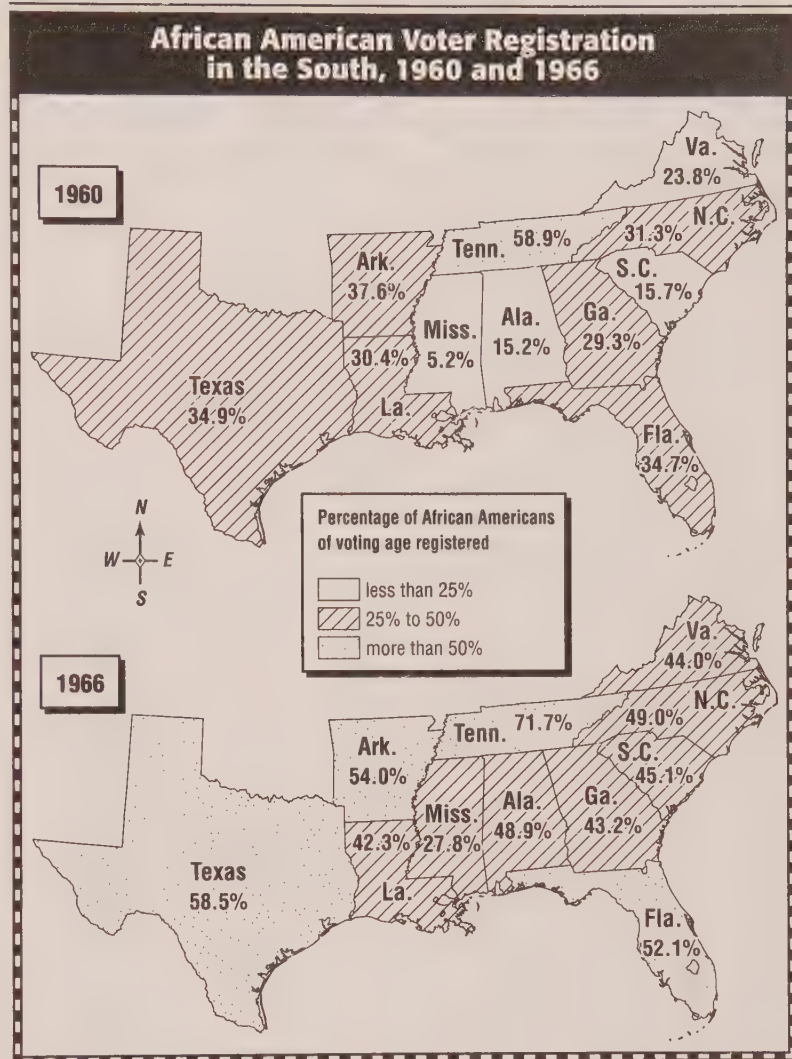 African American Voter Registration
in the South, 1960 and 1966
1960
Va.
23.8%
N.C.
31.3%
Tenn. 58.9%
S.C.
15.7%
Ark.
37.6%
Ga.
29.3%
Miss.
5.2%
Ala.
15.2%
30.4%
La.
Texas
34.9%
Fla.
34.7%
N
W E
S
Percentage of African Americans
of voting age registered
less than 25%
25% to 50%
more than 50%
1966
Va.
44.0%
N.C.
49.0%
Tenn. 71.7%
S.C.
45.1%
Ark.
54.0%
Ga.
43.2%
Miss.
27.8%
Ala.
48.9%
42.3%
La.
Texas
58.5%
Fla.
52.1%